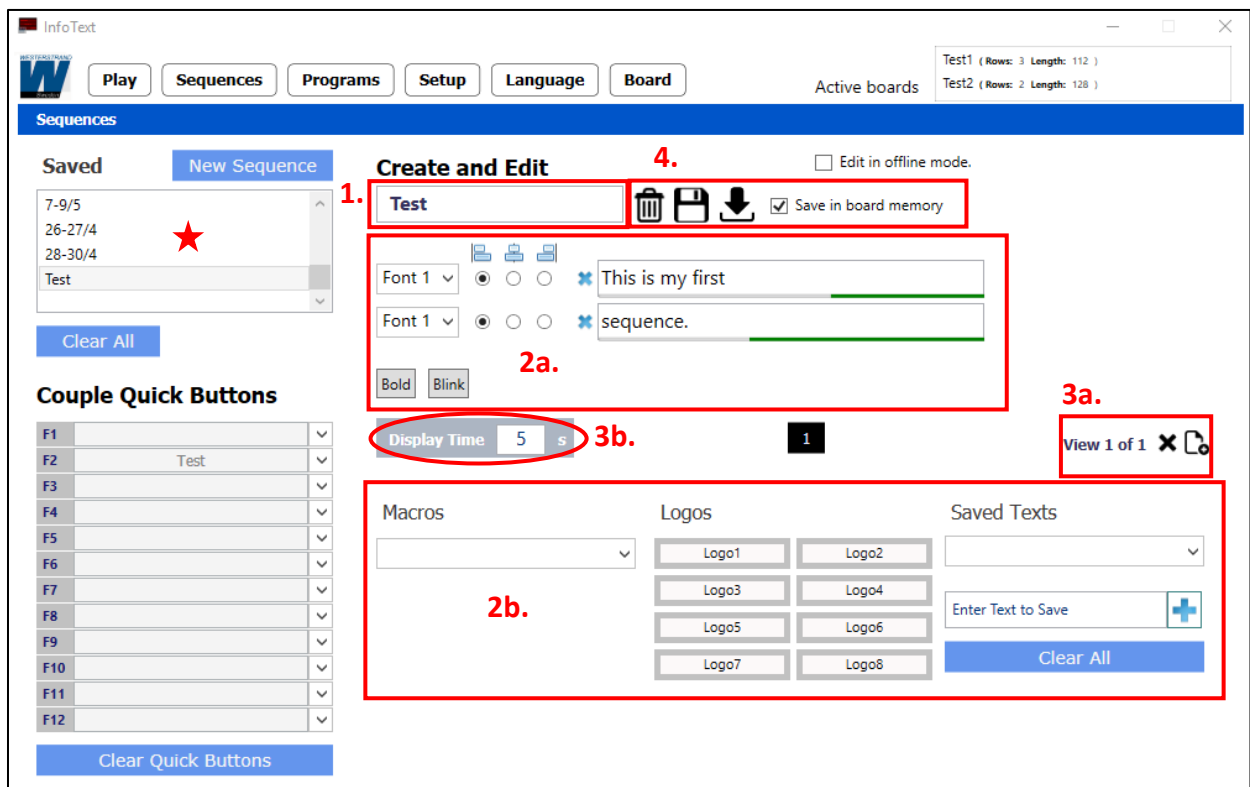 InfoText
WESTERSTRAND
W
Play Sequences Programs Setup Language Board
Active boards
Test1 ( Rows: 3 Length: 112 )
Test2 ( Rows: 2 Length: 128 )
Sequences
Saved
New Sequence
7-9/5
26-27/4
28-30/4
Test
Clear All
Couple Quick Buttons
F1
F2 Test
F3
F4
F5
F6
F7
F8
F9
F10
F11
F12
Clear Quick Buttons
Create and Edit
4.
Edit in offline mode.
1.
Test
Save in board memory
Font 1 This is my first
Font 1 sequence.
2a.
Bold Blink
Display Time 5 s
3b.
1
3a.
View 1 of 1
Macros
2b.
Logos
Logo1 Logo2
Logo3 Logo4
Logo5 Logo6
Logo7 Logo8
Saved Texts
Enter Text to Save
Clear All